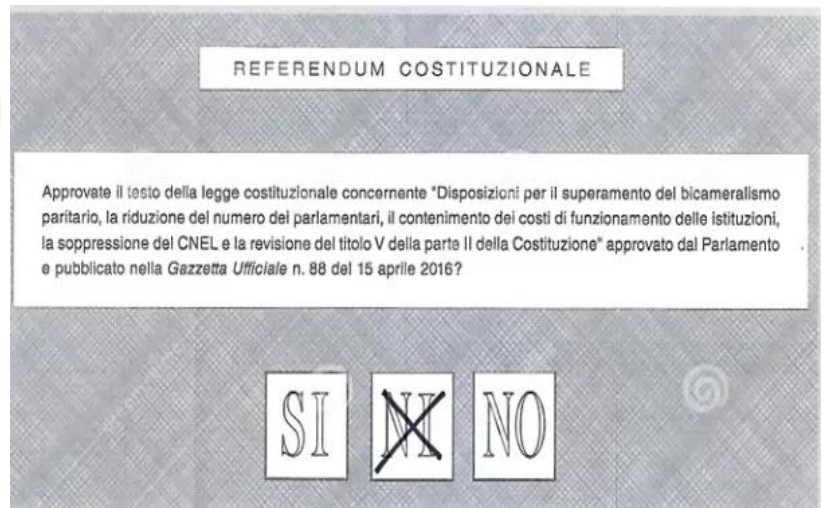 REFERENDUM COSTITUZIONALE
Approvate il testo della legge costituzionale concernente "Disposizioni per il superamento del bicameralismo
paritario, la riduzione del numero dei parlamentari, il contenimento dei costi di funzionamento delle istituzioni,
la soppressione del CNEL e la revisione del titolo V della parte II della Costituzione" approvato dal Parlamento
e pubblicato nella Gazzetta Ufficiale n. 88 del 15 aprile 2016?
SI NI NO